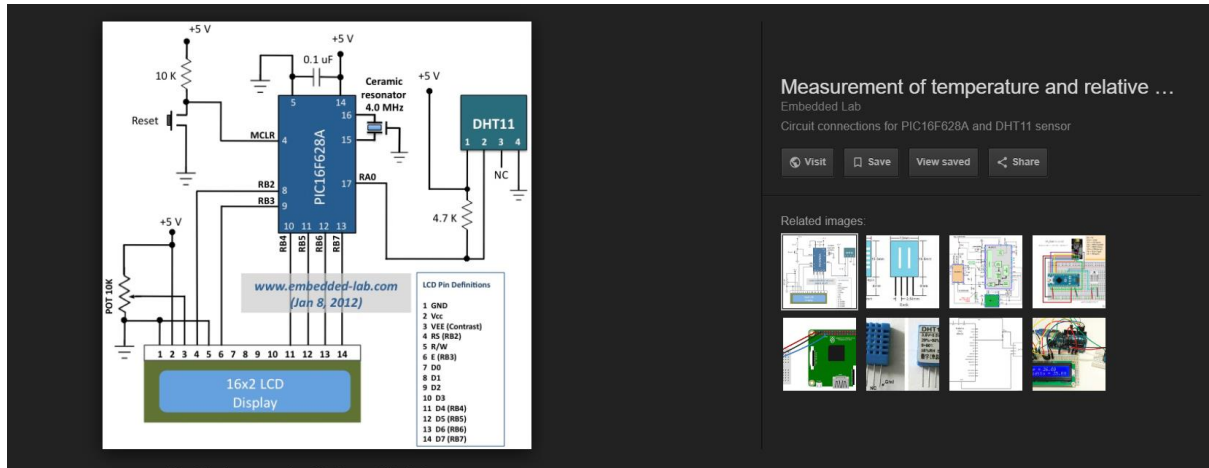 +5 V
+5 V
0.1 uF
10 K
+5 V
Ceramic
resonator
4.0 MHz
5
14
16
DHT11
Reset
MCLR
4
15
1 2 3 4
PIC16F628A
NC
RB2
8
17
RA0
RB3
9
4.7 K
+5 V
10 11 12 13
RB4
RB5
RB6
RB7
POT 10K
www.embedded-lab.com
(Jan 8, 2012)
1 2 3 4 5 6 7 8 9 10 11 12 13 14
16x2 LCD
Display
LCD Pin Definitions
1 GND
2 Vcc
3 VEE (Contrast)
4 RS (RB2)
5 R/W
6 E (RB3)
7 D0
8 D1
9 D2
10 D3
11 D4 (RB4)
12 D5 (RB5)
13 D6 (RB6)
14 D7 (RB7)
Measurement of temperature and relative …
Embedded Lab
Circuit connections for PIC16F628A and DHT11 sensor
Visit
Save
View saved
Share
Related images: